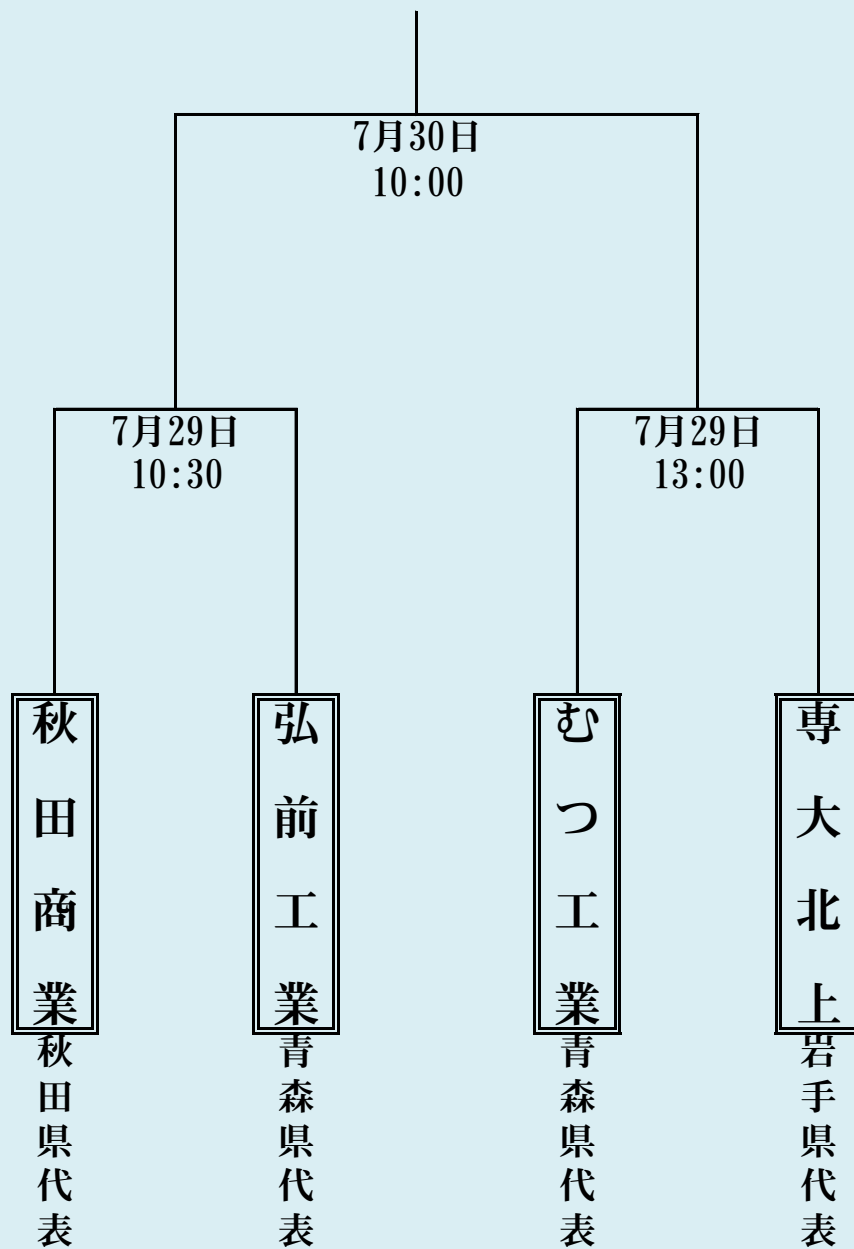 7月30日
10:00
7月29日
10:30
7月29日
13:00
秋田商業
秋田県代表
弘前工業
青森県代表
むつ工業
青森県代表
専大北上
岩手県代表